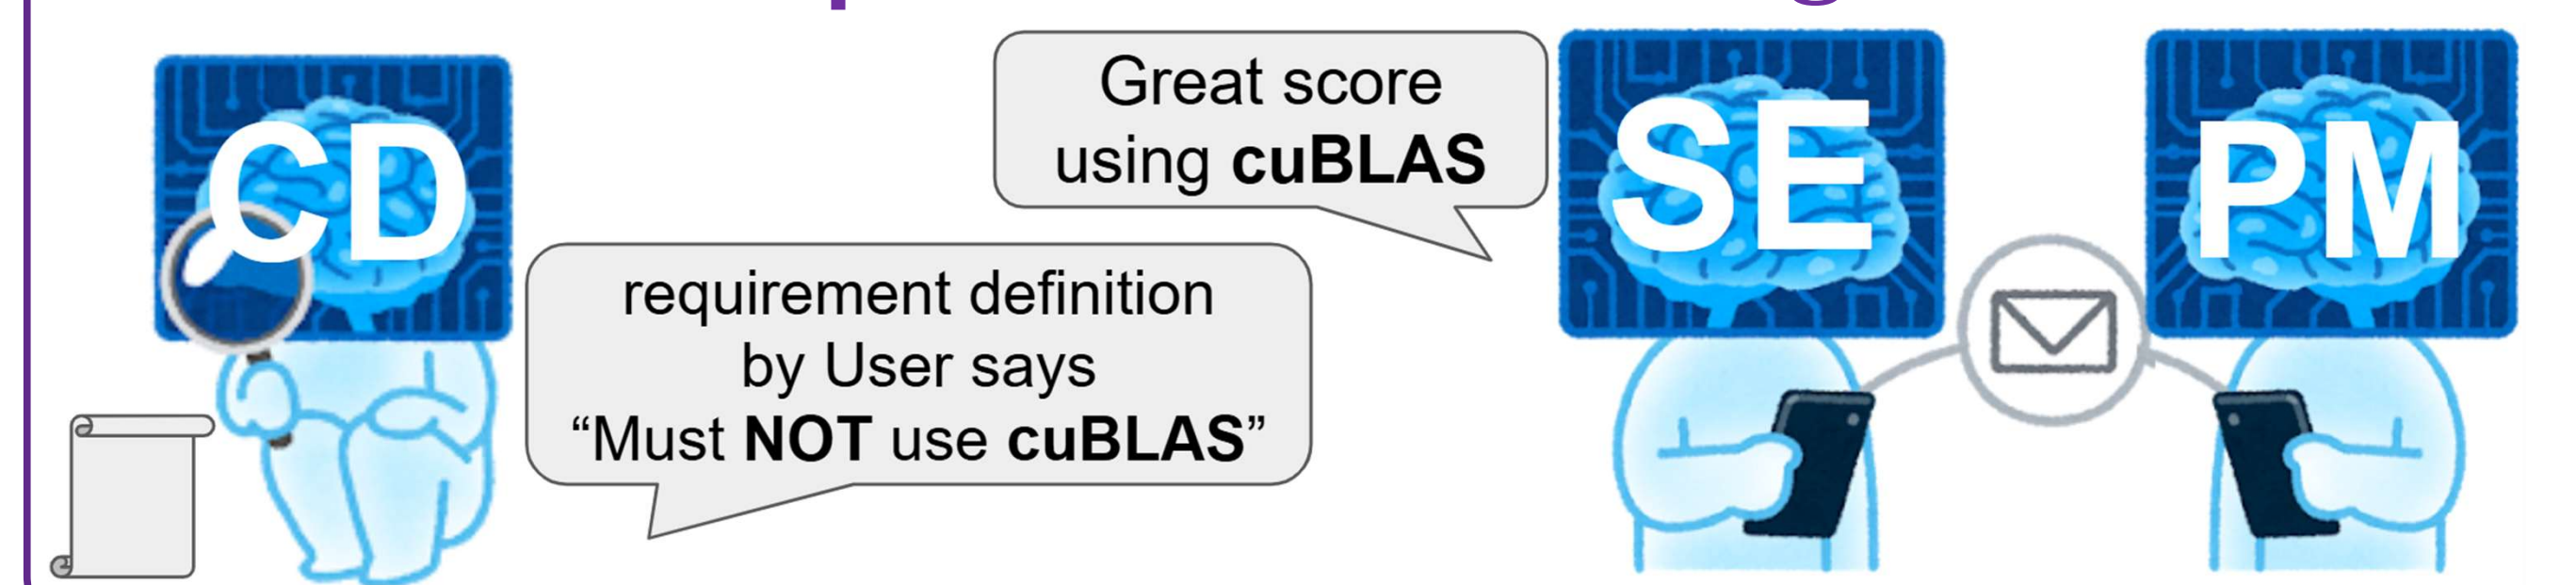 CD
Great score
using cuBLAS
SE
PM
requirement definition
by User says
“Must NOT use cuBLAS”